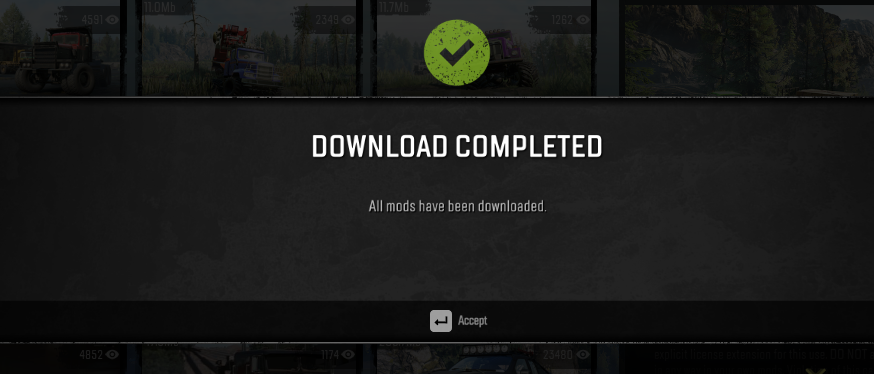 4591
11.0Mb
2349
11.7Mb
1282
DOWNLOAD COMPLETED
All mods have been downloaded.
Accept
4852
1174
23480